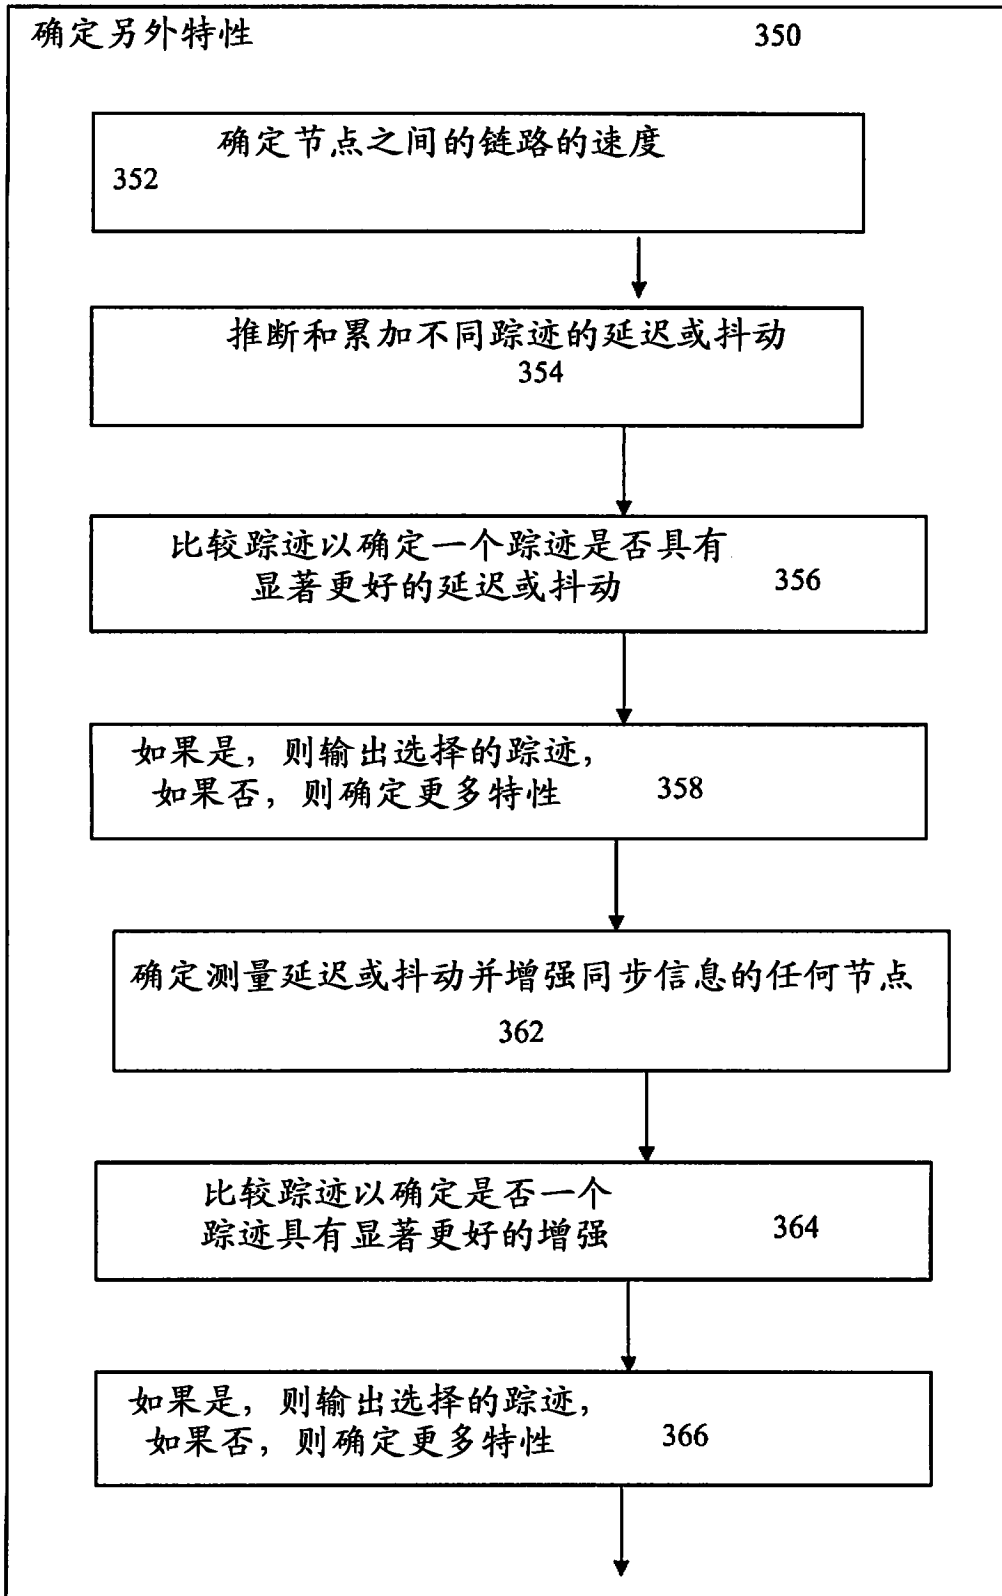 确定另外特性 350
确定节点之间的链路的速度
352
推断和累加不同踪迹的延迟或抖动
354
比较踪迹以确定一个踪迹是否具有
显著更好的延迟或抖动 356
如果是，则输出选择的踪迹，
如果否，则确定更多特性 358
确定测量延迟或抖动并增强同步信息的任何节点
362
比较踪迹以确定是否一个
踪迹具有显著更好的增强 364
如果是，则输出选择的踪迹，
如果否，则确定更多特性 366